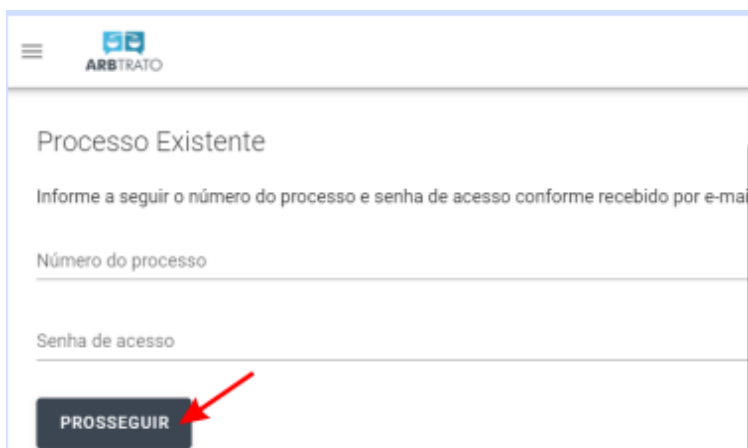 ARBTRATO
Processo Existente
Informe a seguir o número do processo e senha de acesso conforme recebido por e-mai
Número do processo
Senha de acesso
PROSSEGUIR